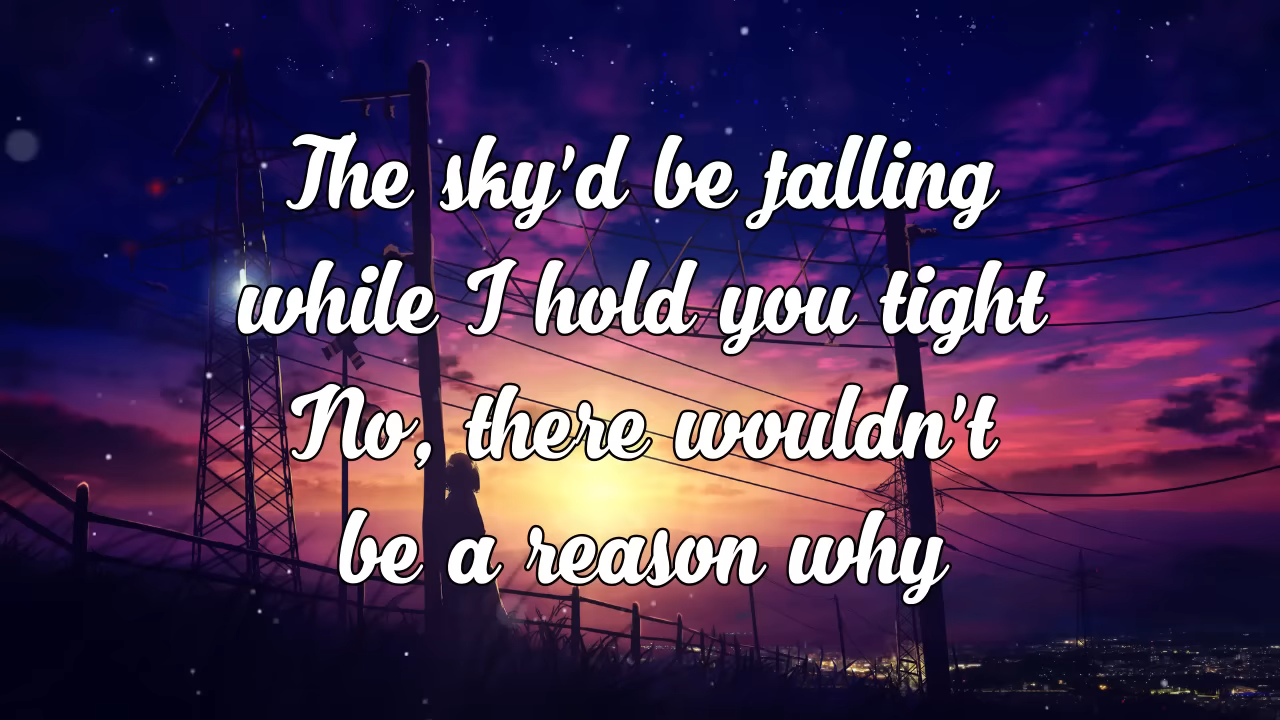 The sky'd be falling
while I hold you tight
No, there wouldn't
be a reason why